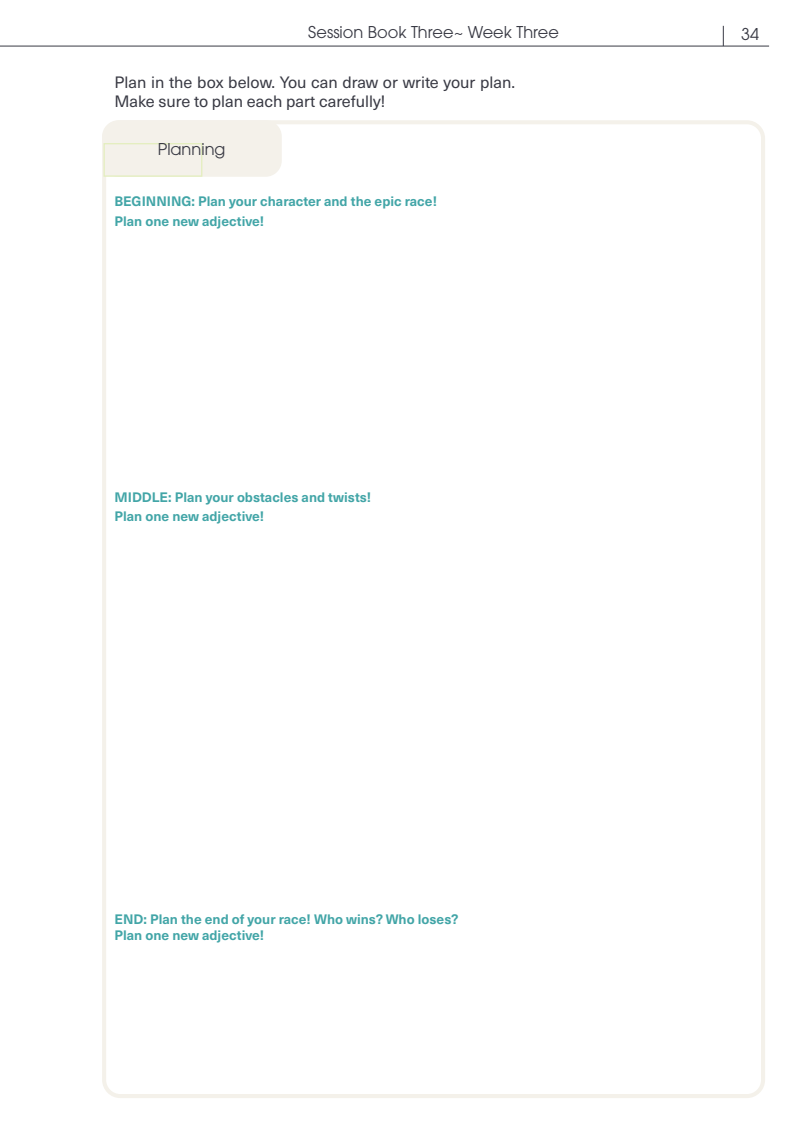 Session Book Three~ Week Three
34
Plan in the box below. You can draw or write your plan.
Make sure to plan each part carefully!
Planning
BEGINNING: Plan your character and the epic race!
Plan one new adjective!
MIDDLE: Plan your obstacles and twists!
Plan one new adjective!
END: Plan the end of your race! Who wins? Who loses?
Plan one new adjective!